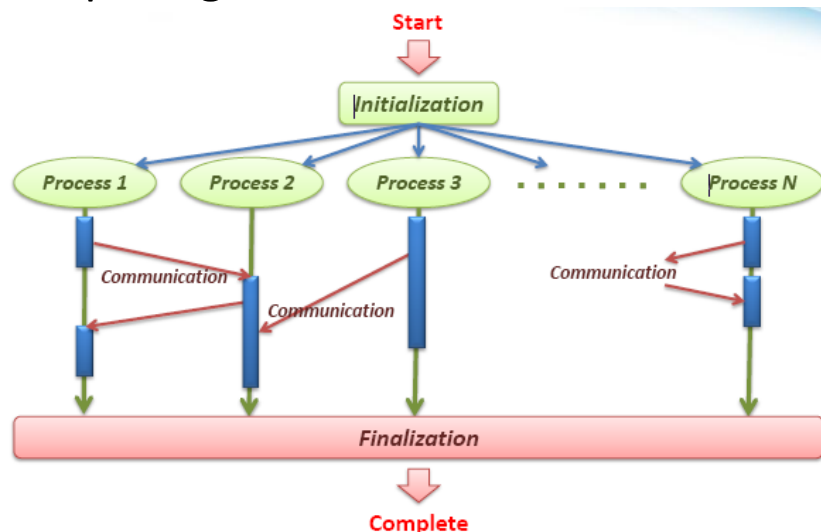 Start
Initialization
Process 1
Process 2
Process 3
Process N
Communication
Communication
Communication
Finalization
Complete